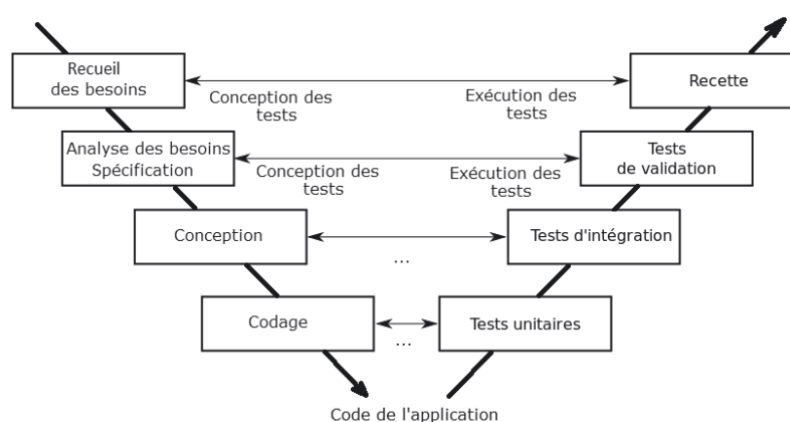 Recueil
des besoins
Recette
Conception des
tests
Exécution des
tests
Analyse des besoins
Spécification
Tests
de validation
Conception des
tests
Exécution des
tests
Conception
Tests d'intégration
...
Codage
Tests unitaires
...
Code de l'application